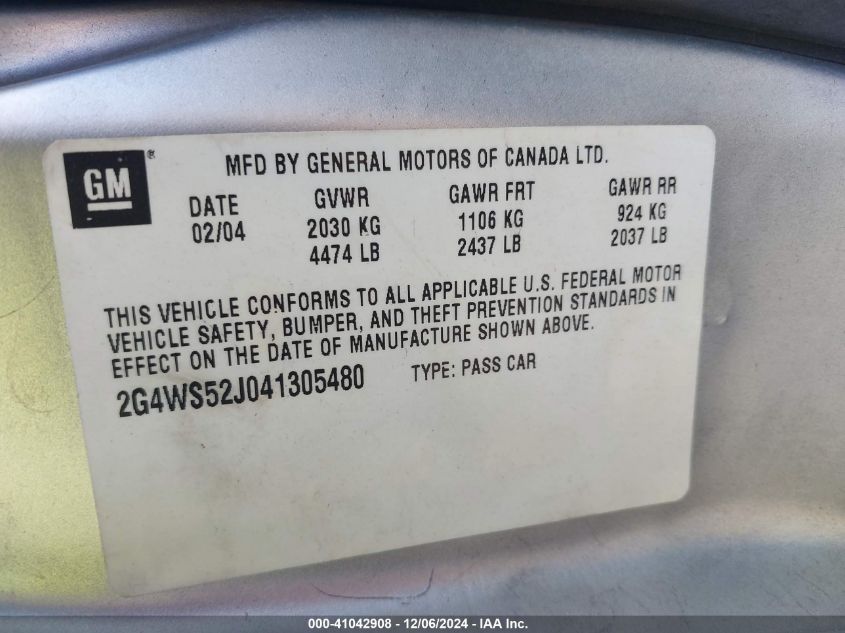 GM®
MFD BY GENERAL MOTORS OF CANADA LTD.
DATE GVWR GAWR FRT GAWR RR
02/04 2030 KG 1106 KG 924 KG
4474 LB 2437 LB 2037 LB
THIS VEHICLE CONFORMS TO ALL APPLICABLE U.S. FEDERAL MOTOR
VEHICLE SAFETY, BUMPER, AND THEFT PREVENTION STANDARDS IN
EFFECT ON THE DATE OF MANUFACTURE SHOWN ABOVE.
2G4WS52J041305480 TYPE: PASS CAR
000-41042908 - 12/06/2024 - IAA Inc.